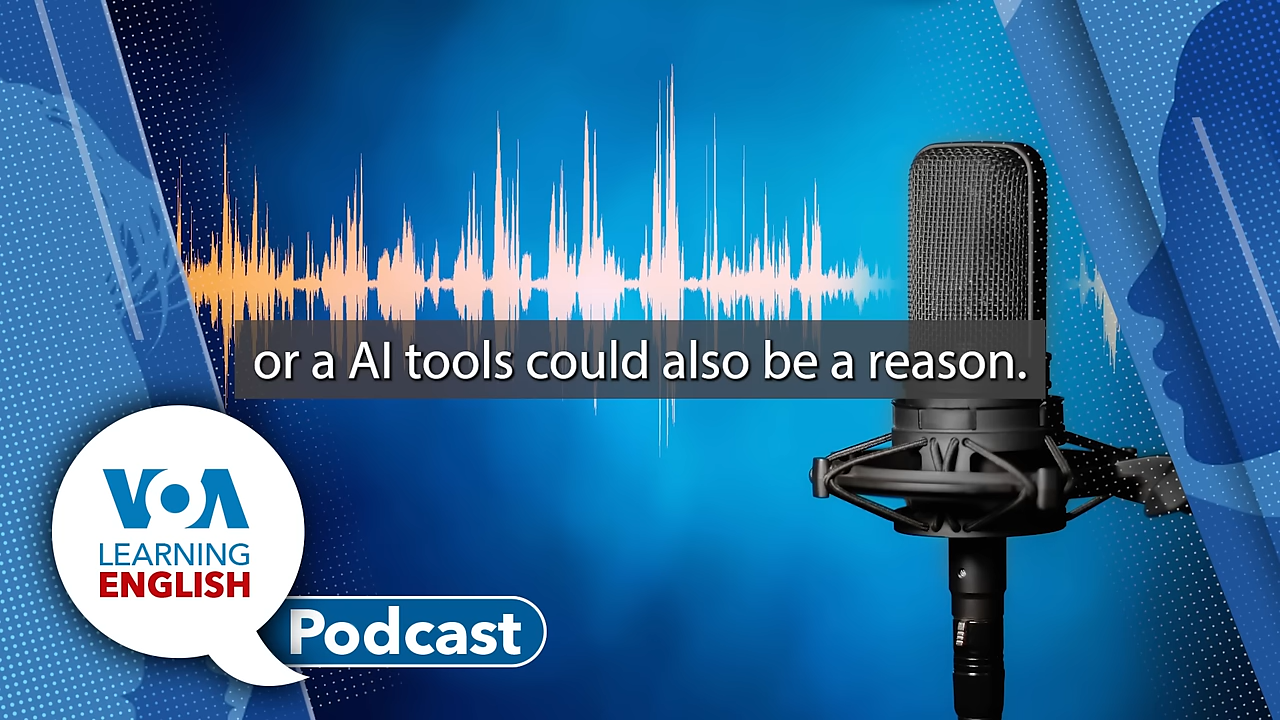 or a AI tools could also be a reason.
VOA
LEARNING
ENGLISH
Podcast